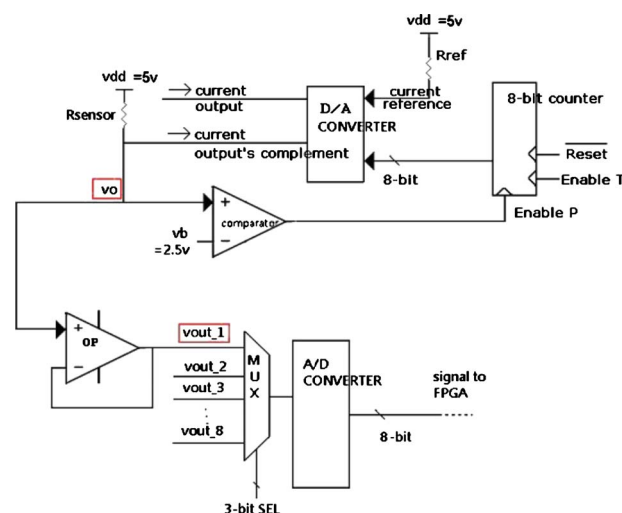 vdd =5v
Rref
vdd =5v
Rsensor
current
output
current
reference
D/A
CONVERTER
8-bit counter
current
output's complement
8-bit
Reset
Enable T
Enable P
vo
+
comparator
−
vb
=2.5v
+
OP
−
vout_1
vout_2
vout_3
vout_8
M
U
X
A/D
CONVERTER
signal to
FPGA
8-bit
3-bit SEL